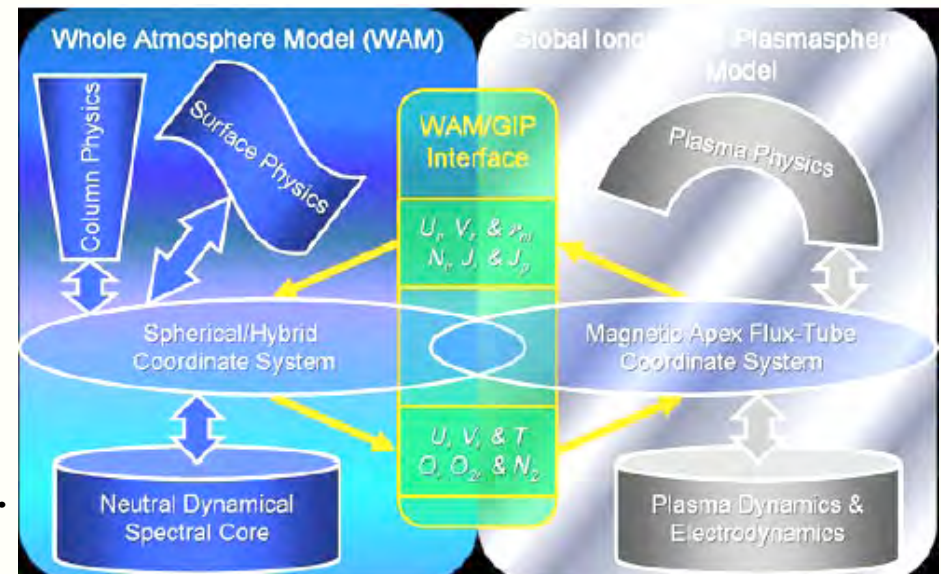 Whole Atmosphere Model (WAM)
Global Plasmasphere
Model
Column Physics
Surface Physics
WAM/GIP
Interface
Plasma Physics
Spherical/Hybrid
Coordinate System
Magnetic Apex Flux-Tube
Coordinate System
U, V, & T
O, O₂, & N₂
Neutral Dynamical
Spectral Core
Plasma Dynamics &
Electrodynamics